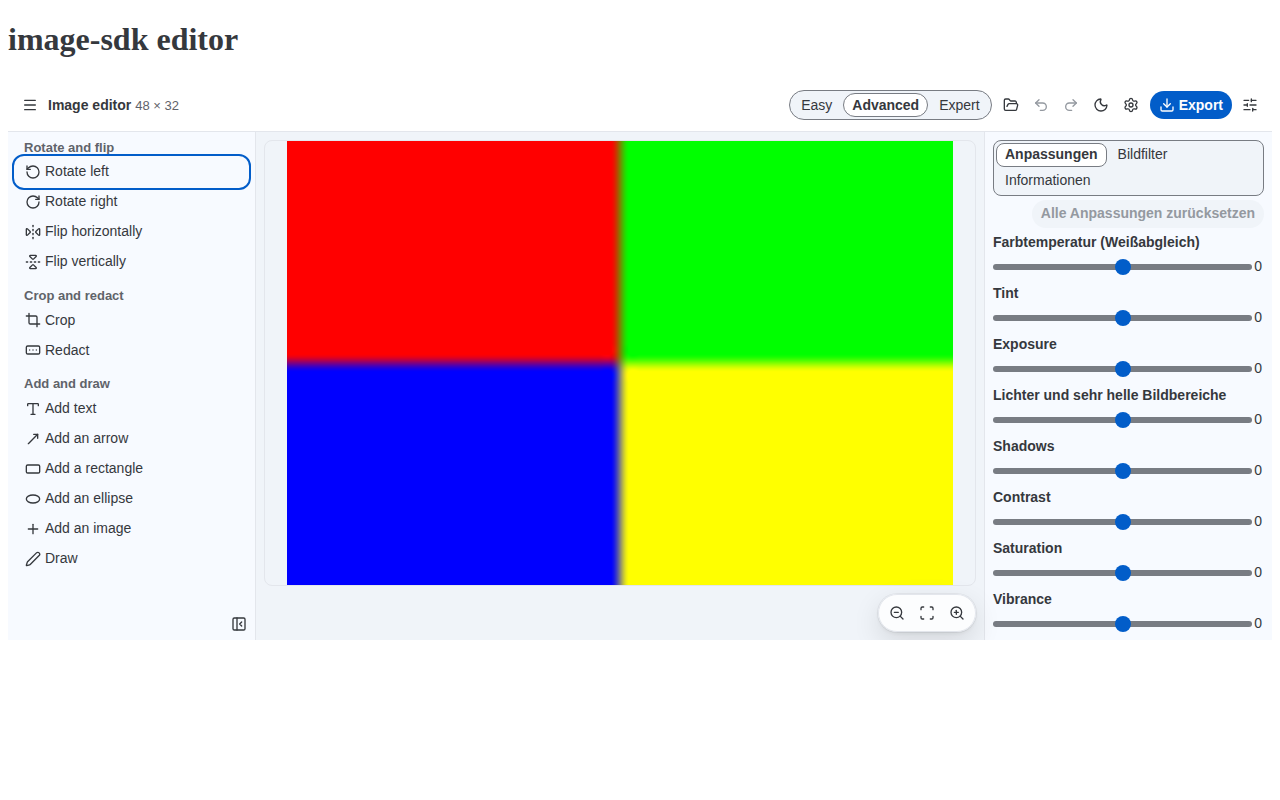 image-sdk editor
Image editor 48 × 32
Easy Advanced Expert
Export
Rotate and flip
Rotate left
Rotate right
Flip horizontally
Flip vertically
Crop and redact
Crop
Redact
Add and draw
Add text
Add an arrow
Add a rectangle
Add an ellipse
Add an image
Draw
Anpassungen Bildfilter
Informationen
Alle Anpassungen zurücksetzen
Farbtemperatur (Weißabgleich)
0
Tint
0
Exposure
0
Lichter und sehr helle Bildbereiche
0
Shadows
0
Contrast
0
Saturation
0
Vibrance
0